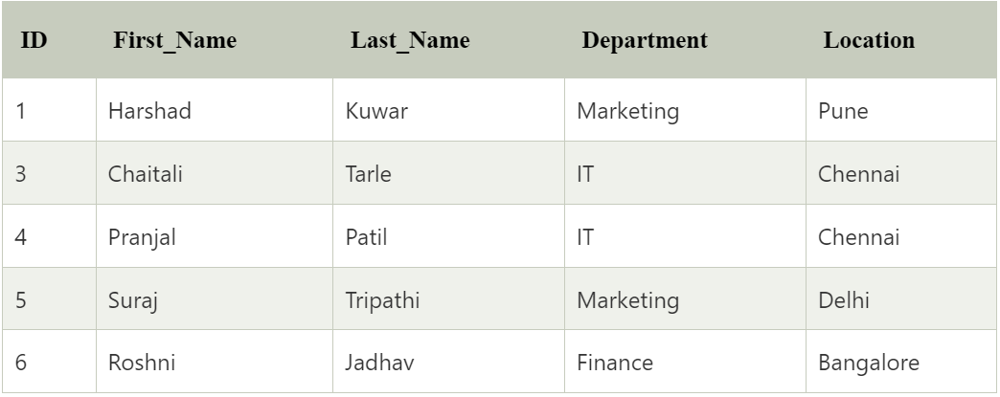 ID First_Name Last_Name Department Location
1 Harshad Kuwar Marketing Pune
3 Chaitali Tarle IT Chennai
4 Pranjal Patil IT Chennai
5 Suraj Tripathi Marketing Delhi
6 Roshni Jadhav Finance Bangalore